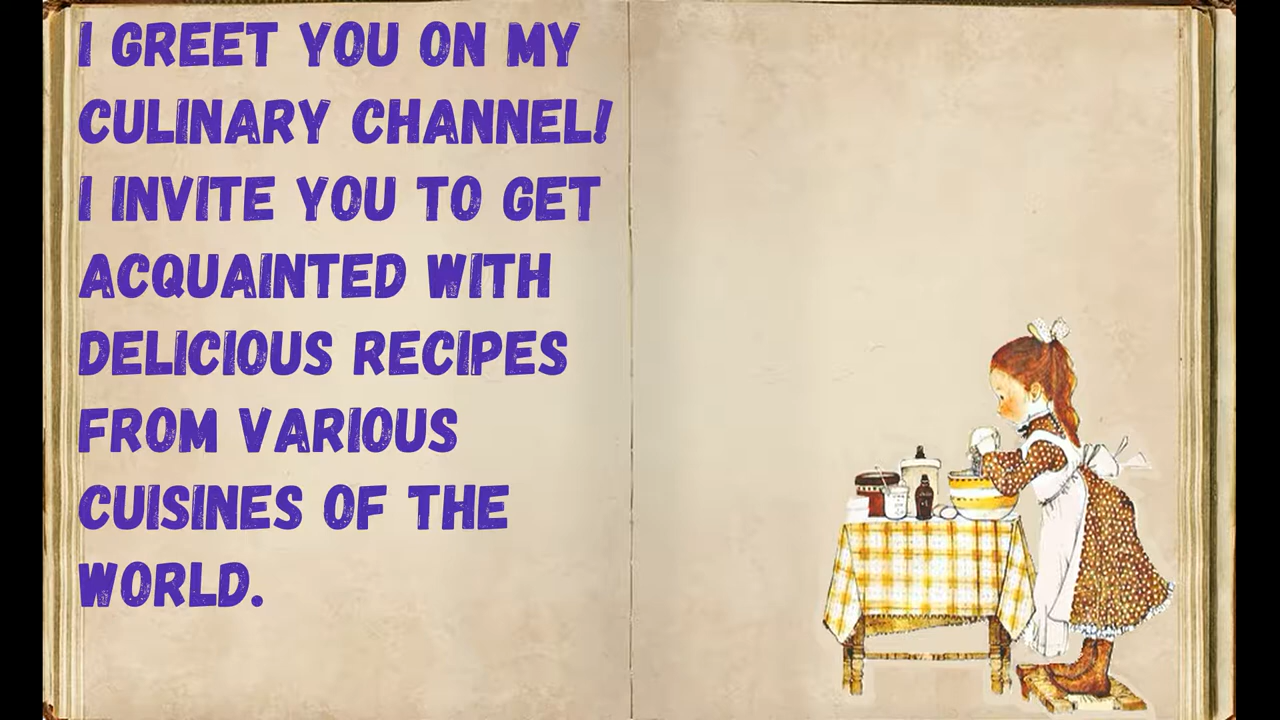 I GREET YOU ON MY
CULINARY CHANNEL!
I INVITE YOU TO GET
ACQUAINTED WITH
DELICIOUS RECIPES
FROM VARIOUS
CUISINES OF THE
WORLD.